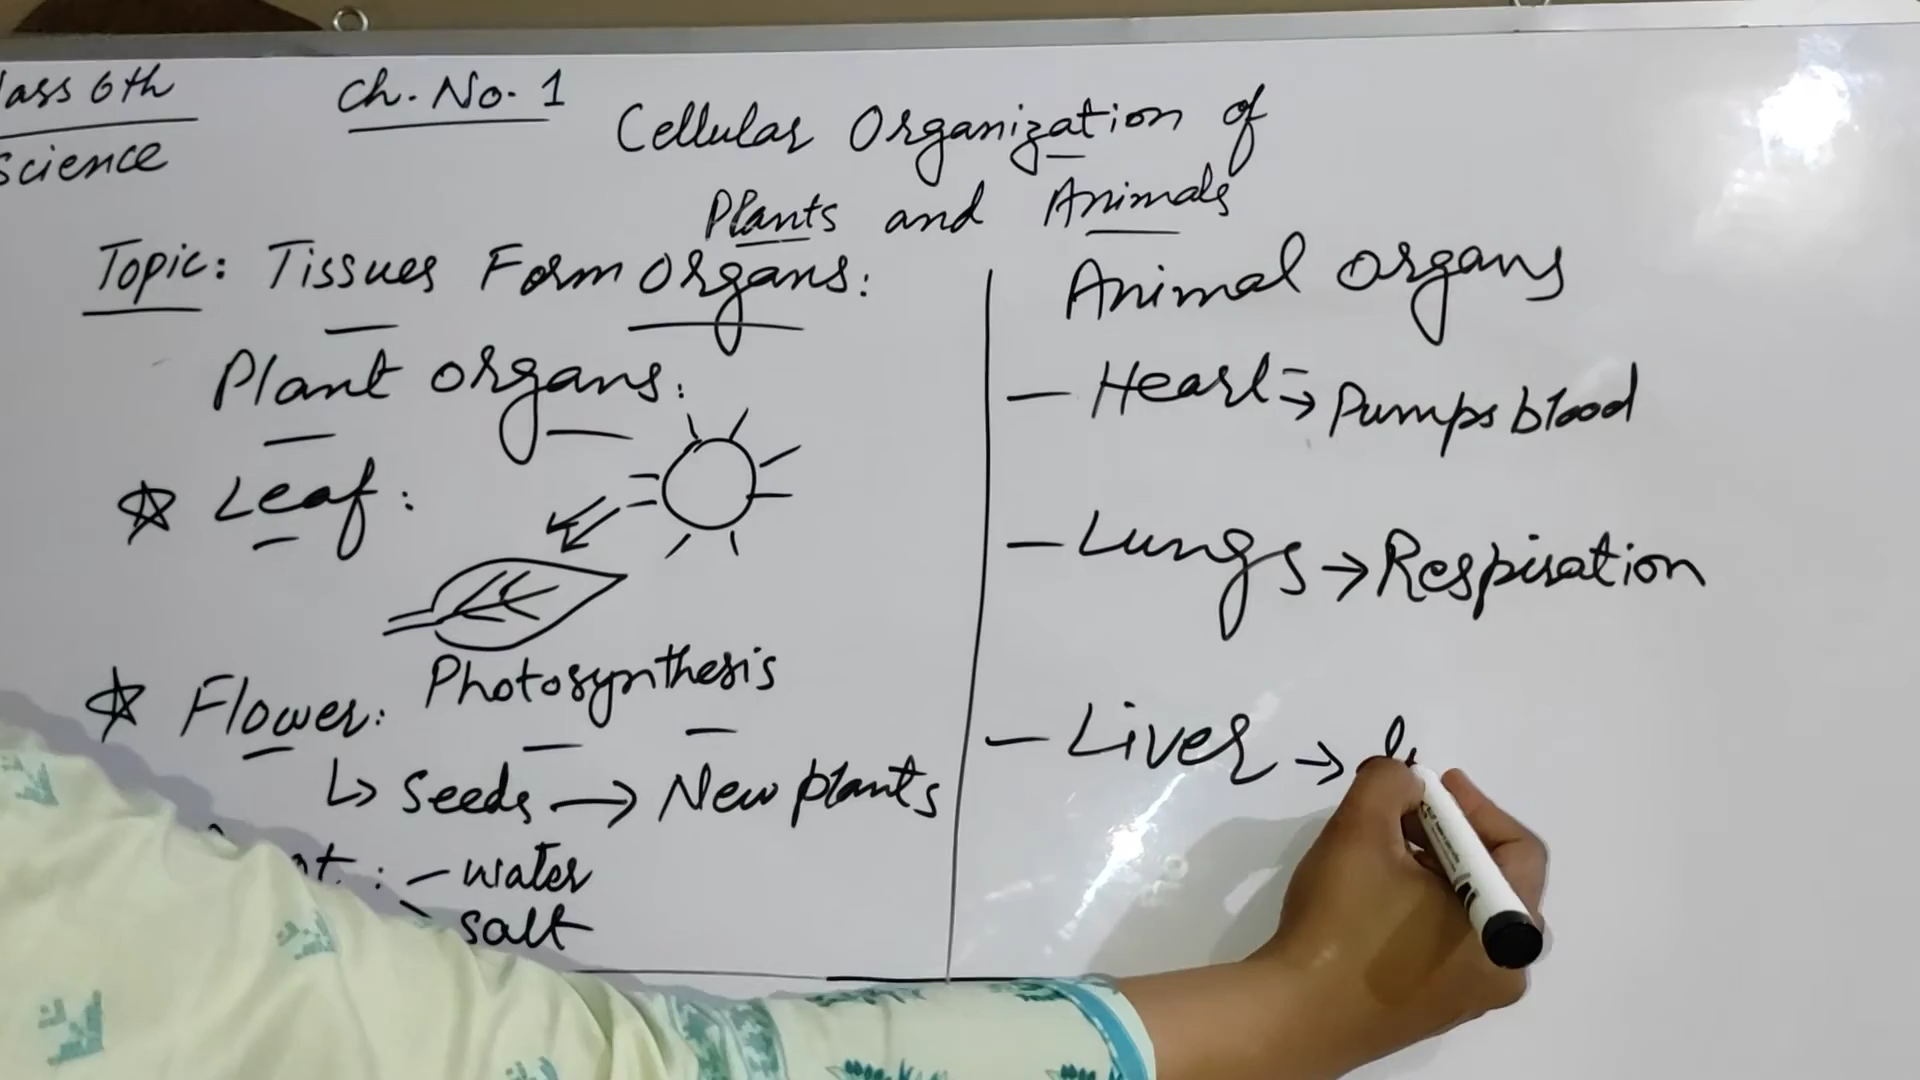 lass 6th
Science
Ch. No. 1
Cellular Organization of
Plants and Animals
Topic: Tissues Form Organs:
Plant organs:
☆ Leaf:
Photosynthesis
☆ Flower:
↳ Seeds → New plants
ot : - water
salt
Animal organs
- Heart → Pumps blood
- Lungs → Respiration
- Liver →